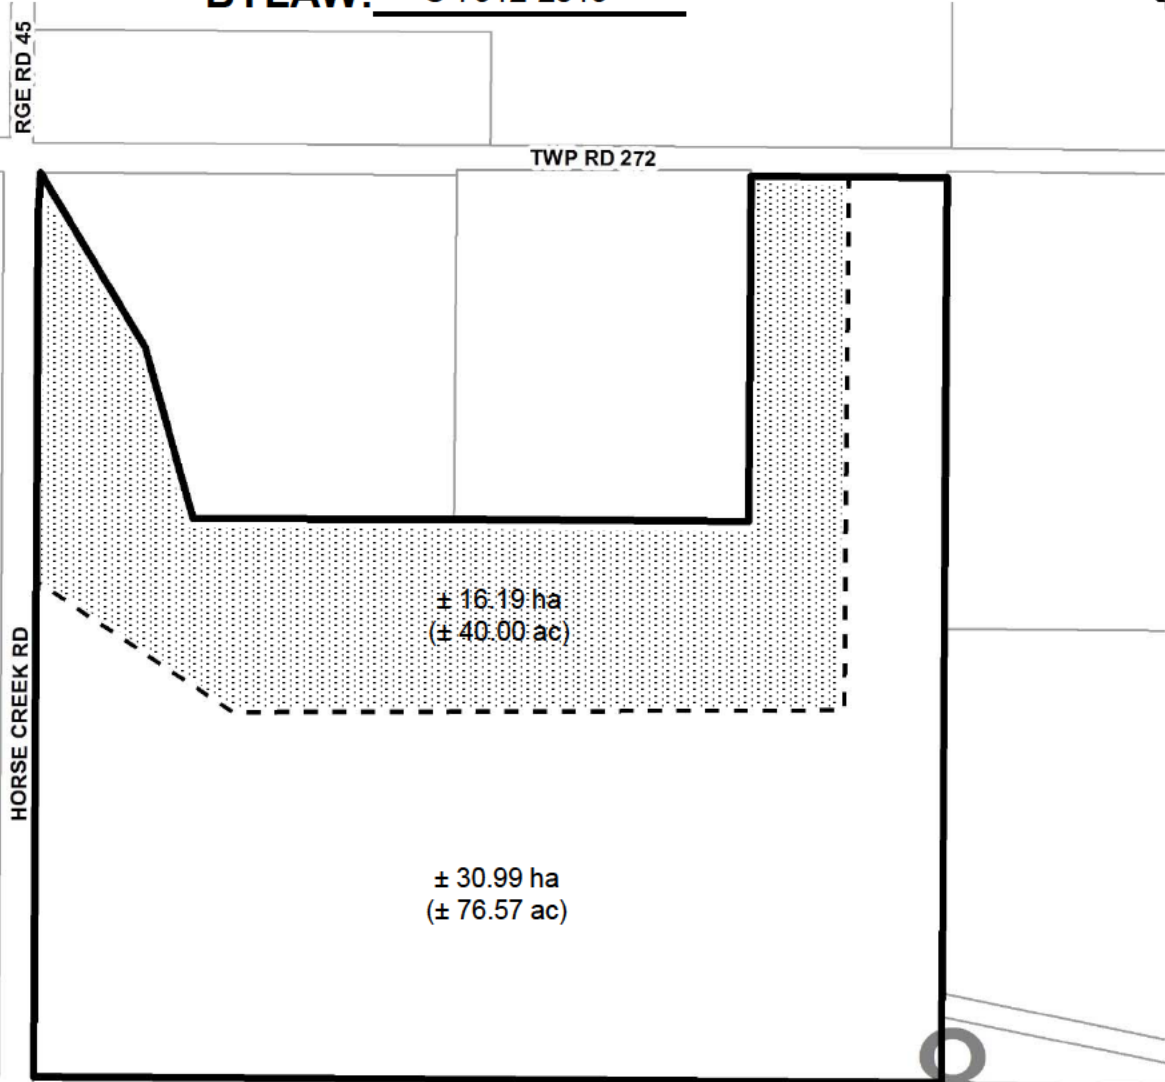 BYLAW:
RGE RD 45
TWP RD 272
± 16.19 ha
(± 40.00 ac)
HORSE CREEK RD
± 30.99 ha
(± 76.57 ac)